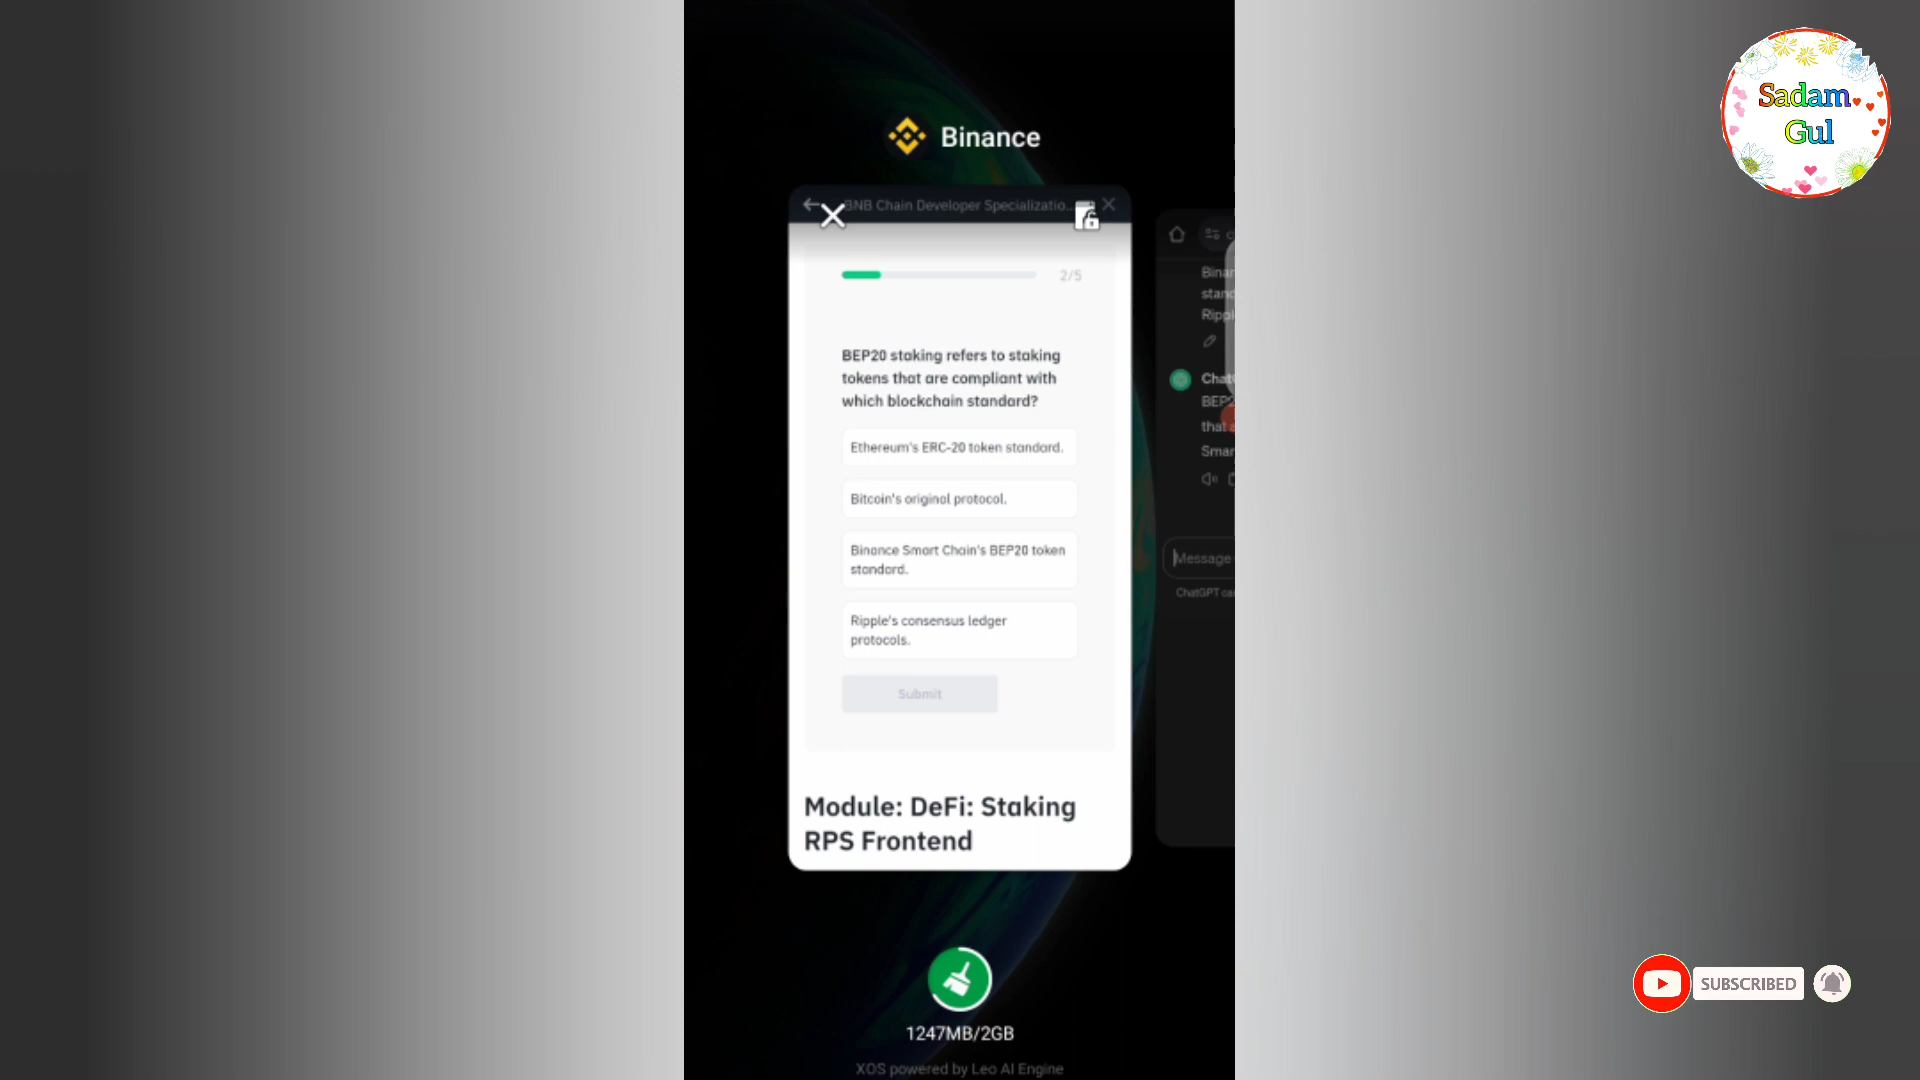 Sadam
Gul
Binance
BNB Chain Developer Specializatio...
2/5
BEP20 staking refers to staking
tokens that are compliant with
which blockchain standard?
Ethereum's ERC-20 token standard.
Bitcoin's original protocol.
Binance Smart Chain's BEP20 token
standard.
Ripple's consensus ledger
protocols.
Submit
Module: DeFi: Staking
RPS Frontend
Message
ChatGPT
that
1247MB/2GB
XOS powered by Leo AI Engine
SUBSCRIBED